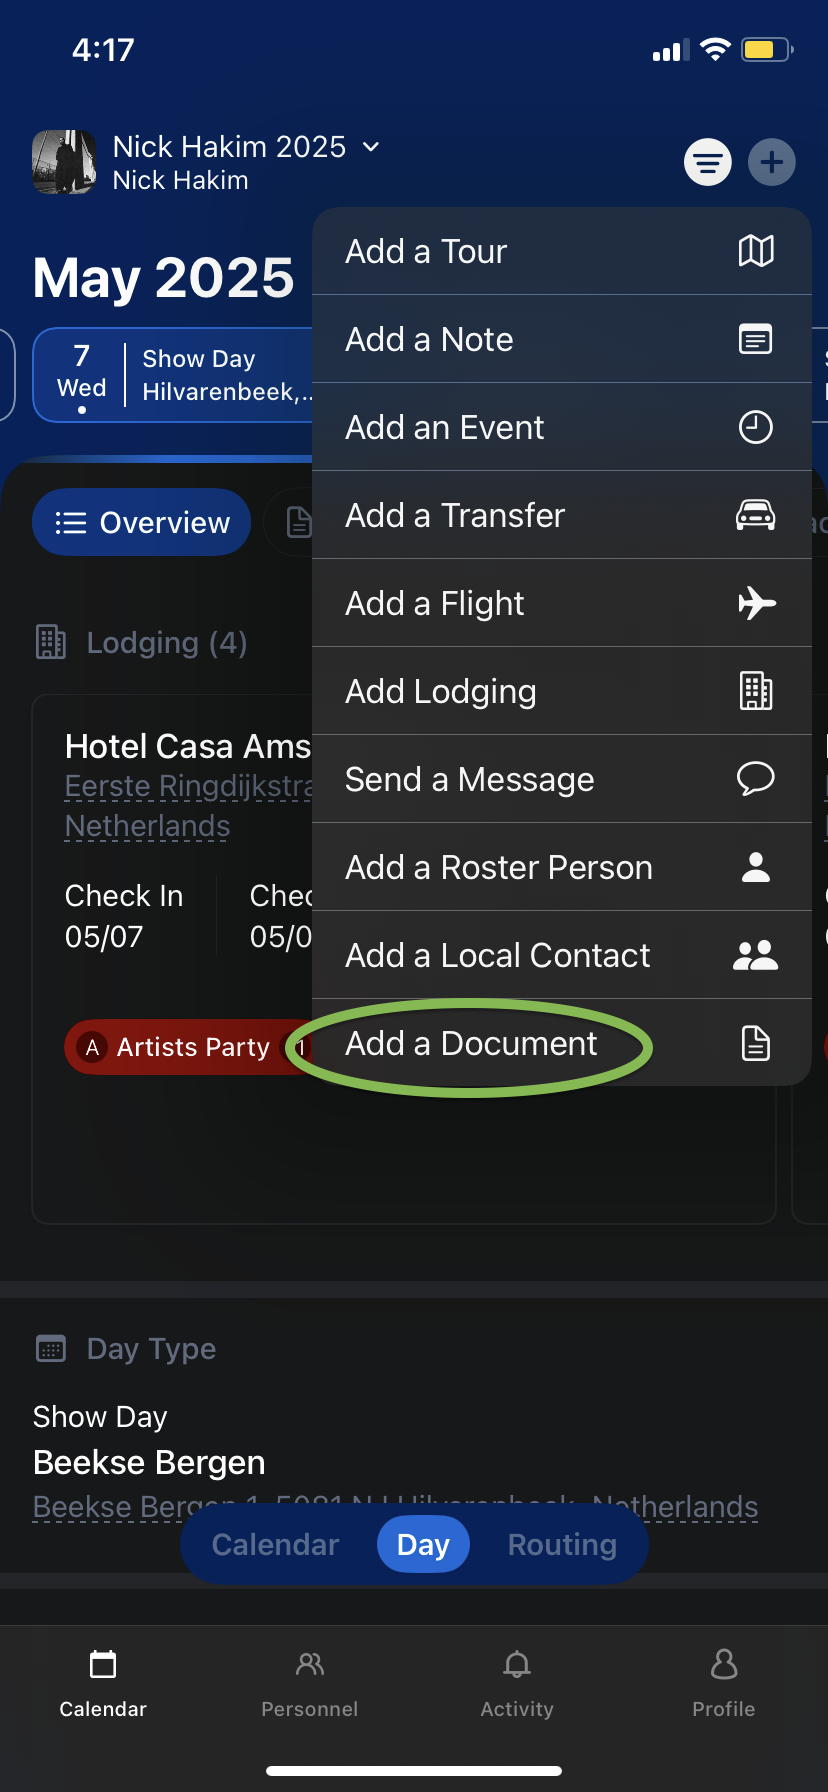 4:17
Nick Hakim 2025
Nick Hakim
May 2025
7
Wed
Show Day
Hilvarenbeek,...
Overview
Lodging (4)
Hotel Casa Ams
Eerste Ringdijkstra
Netherlands
Check In
05/07
Chec
05/0
A Artists Party 1
Add a Tour
Add a Note
Add an Event
Add a Transfer
Add a Flight
Add Lodging
Send a Message
Add a Roster Person
Add a Local Contact
Add a Document
Day Type
Show Day
Beekse Bergen
Beekse Bergen 1, 5081 NJ Hilvarenbeek, Netherlands
Calendar
Day
Routing
Calendar
Personnel
Activity
Profile